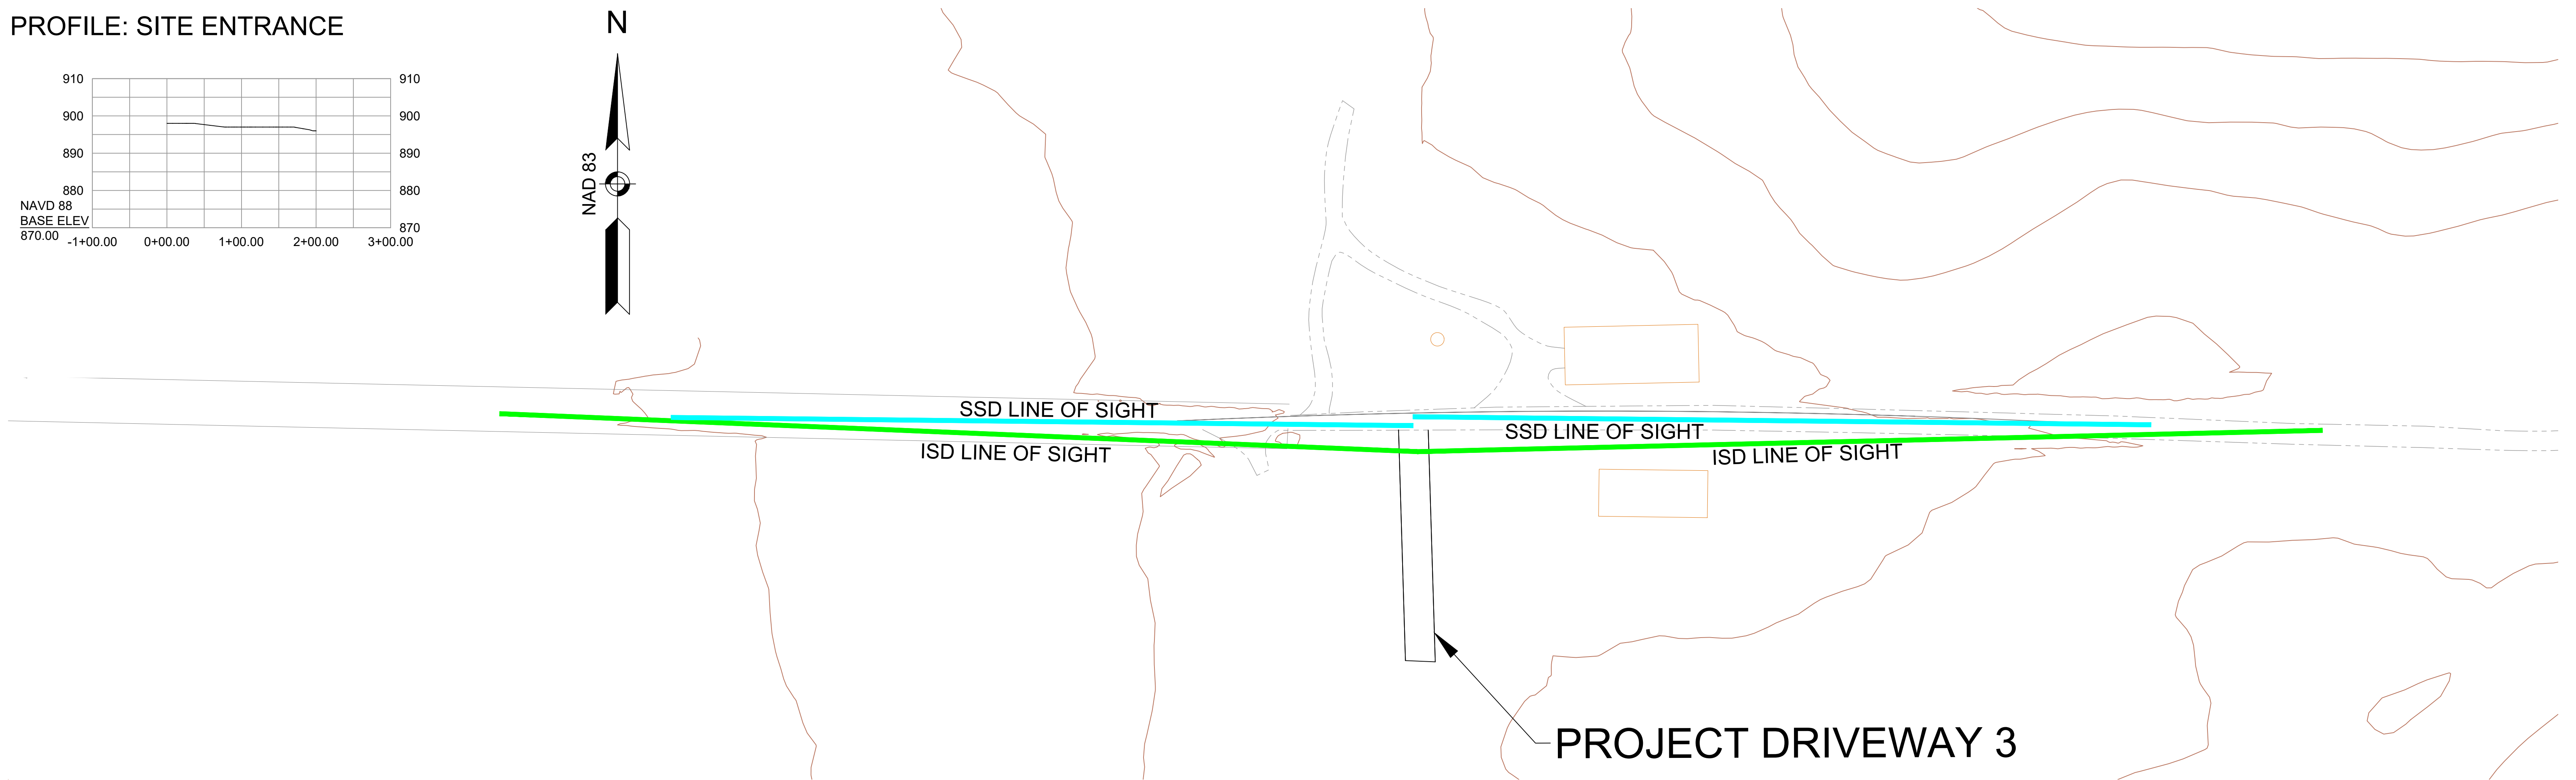 PROFILE: SITE ENTRANCE
N
910 910
900 900
NAD 83
890 890
880 880
NAVD 88
BASE ELEV
870.00
870
-1+00.00 0+00.00 1+00.00 2+00.00 3+00.00
SSD LINE OF SIGHT
SSD LINE OF SIGHT
ISD LINE OF SIGHT
ISD LINE OF SIGHT
PROJECT DRIVEWAY 3